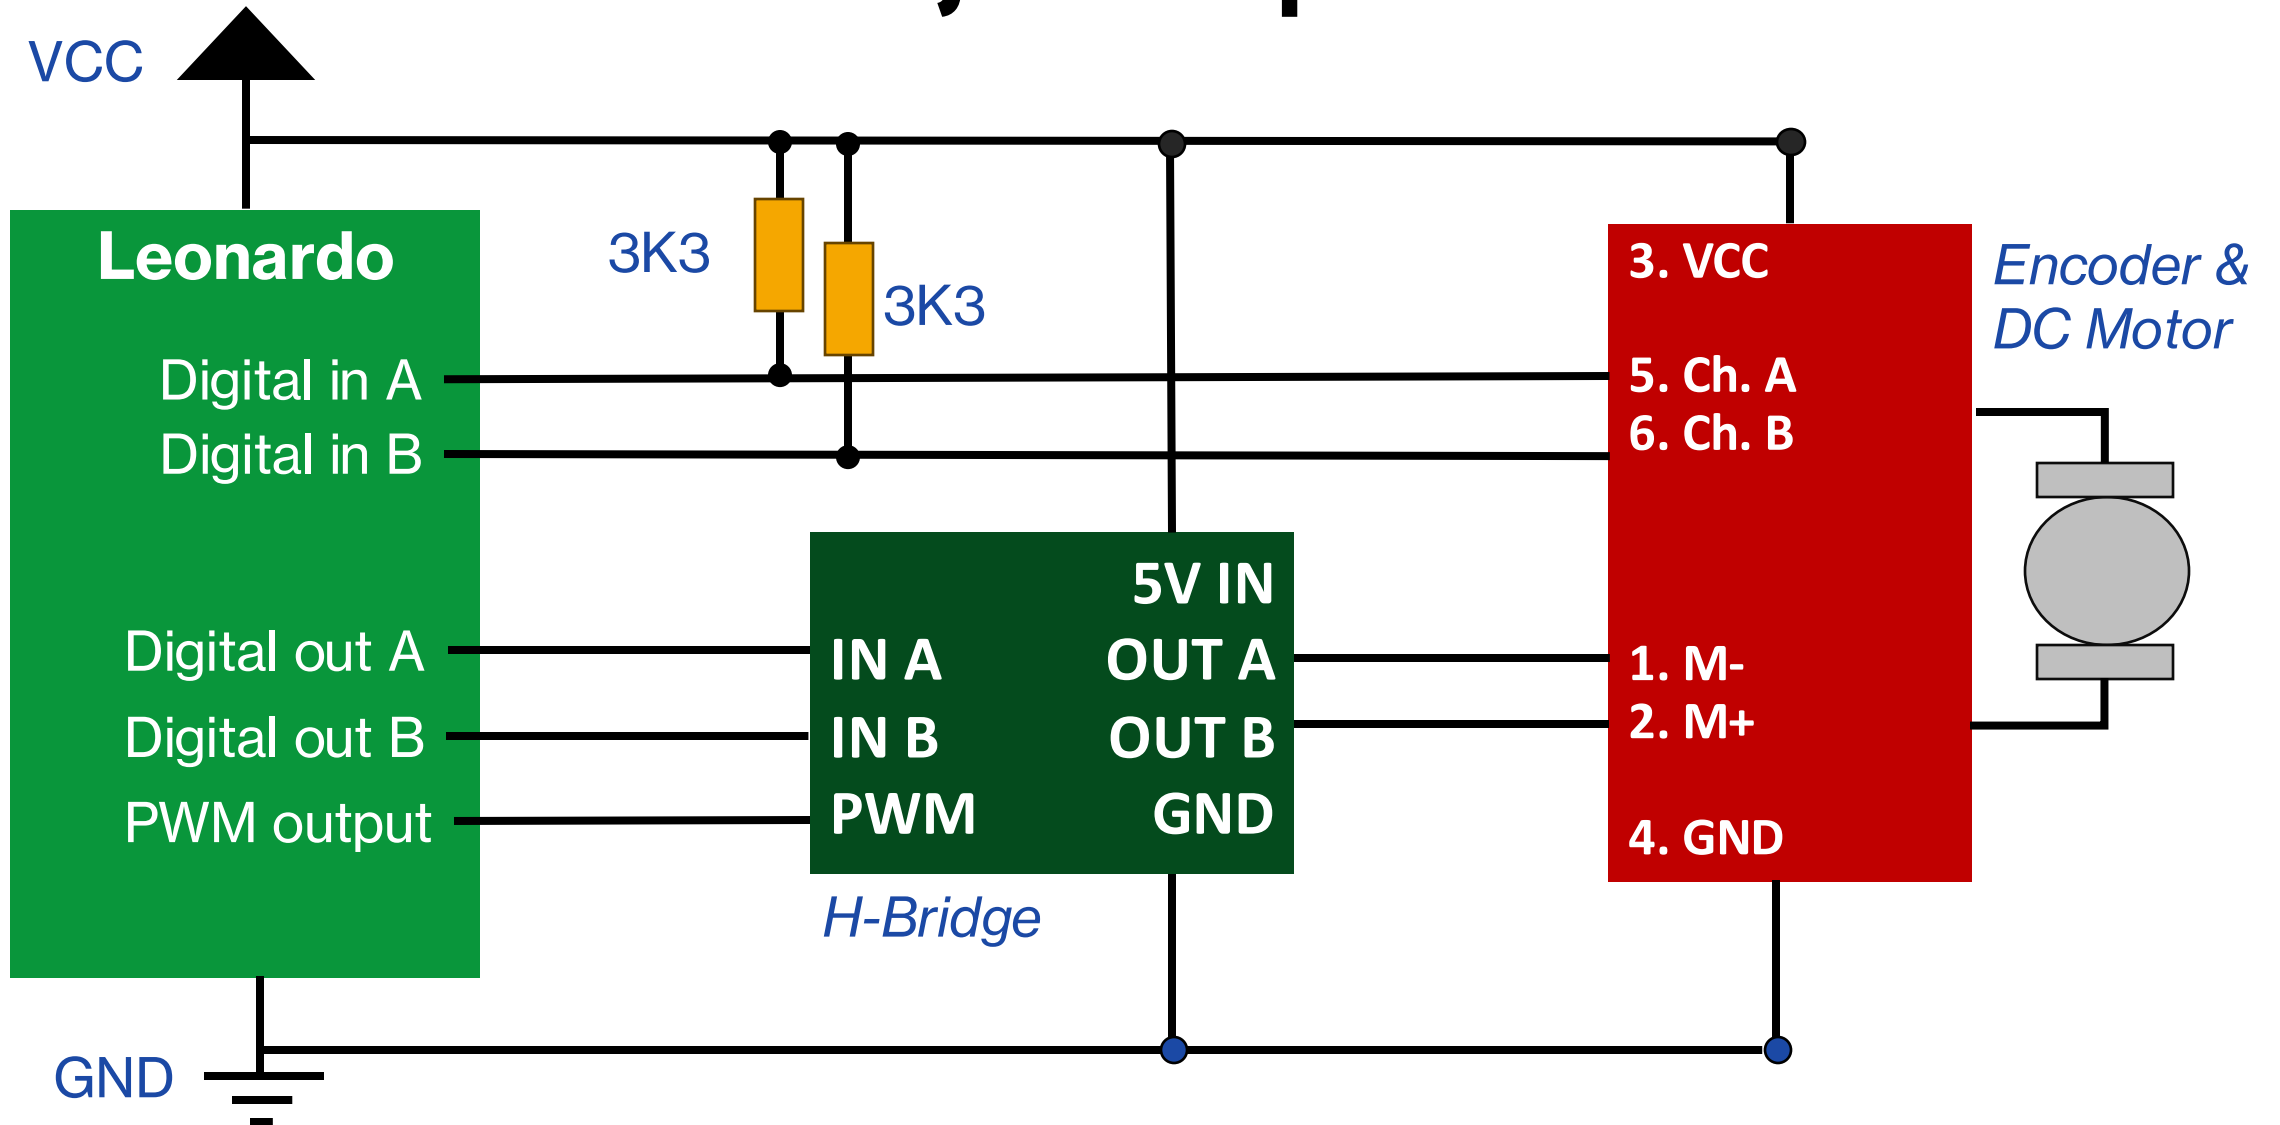 VCC
Leonardo
Digital in A
Digital in B
Digital out A
Digital out B
PWM output
GND
3K3
3K3
5V IN
IN A
OUT A
IN B
OUT B
PWM
GND
H-Bridge
3. VCC
5. Ch. A
6. Ch. B
1. M-
2. M+
4. GND
Encoder &
DC Motor